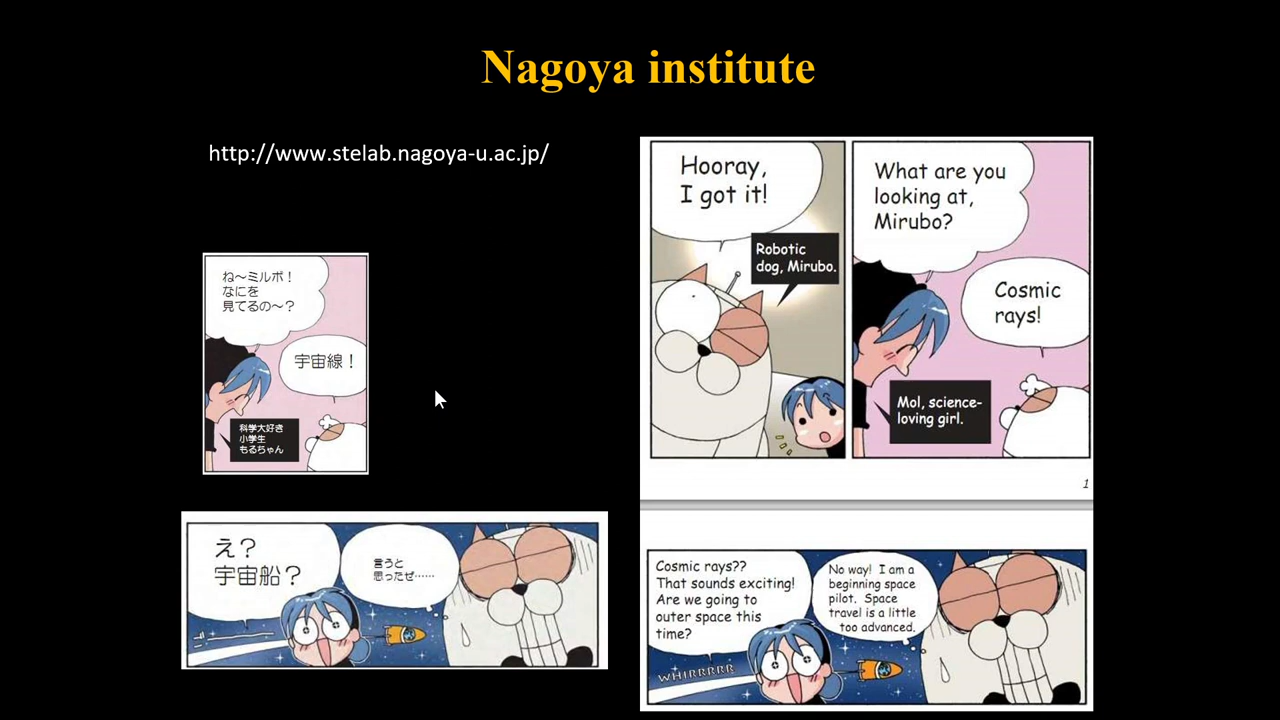 Nagoya institute
http://www.stelab.nagoya-u.ac.jp/
ね～ミルボ！
なにを
見てるの～？
宇宙線！
科学大好き
小学生
もるちゃん
え？
宇宙船？
言うと
思ったぜ……
Hooray,
I got it!
Robotic
dog, Mirubo.
What are you
looking at,
Mirubo?
Cosmic
rays!
Mol, science-
loving girl.
1
Cosmic rays??
That sounds exciting!
Are we going to
outer space this
time?
No way! I am a
beginning space
pilot. Space
travel is a little
too advanced.
WHIRRRRR